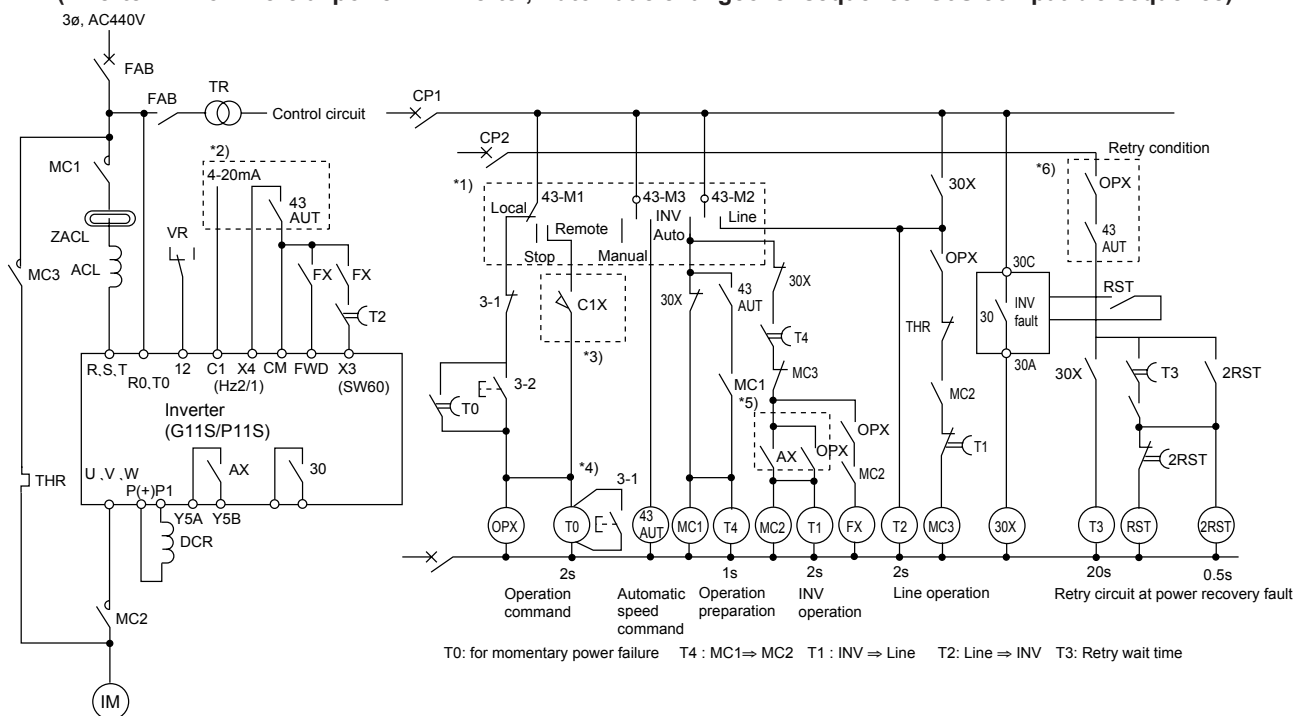 3ø, AC440V
FAB
FAB
TR
Control circuit
CP1
CP2
Retry condition
MC1
*2)
4-20mA
43
AUT
*1)
43-M1
43-M3
43-M2
30X
*6)
OPX
Local
INV
Line
Remote
Auto
Stop
Manual
ZACL
VR
43
AUT
MC3
ACL
FX
FX
OPX
30C
RST
T2
3-1
C1X
30X
43
AUT
30X
30
INV
fault
THR
T4
*3)
R、S、T
R0、T0
12
C1
X4
CM
FWD
X3
(Hz2/1)
(SW60)
3-2
MC1
MC3
30A
30X
T3
2RST
T0
*5)
MC2
Inverter
(G11S/P11S)
OPX
AX
OPX
T1
THR
U 、V 、W
AX
30
*4)
3-1
MC2
2RST
P(+)
P1
Y5A
Y5B
DCR
OPX
T0
43
AUT
MC1
T4
MC2
T1
FX
T2
MC3
30X
T3
RST
2RST
2s
1s
2s
2s
20s
0.5s
MC2
Operation
command
Automatic
speed
command
Operation
preparation
INV
operation
Line operation
Retry circuit at power recovery fault
T0: for momentary power failure T4 : MC1⇒ MC2 T1 : INV ⇒ Line T2: Line ⇒ INV T3: Retry wait time
IM